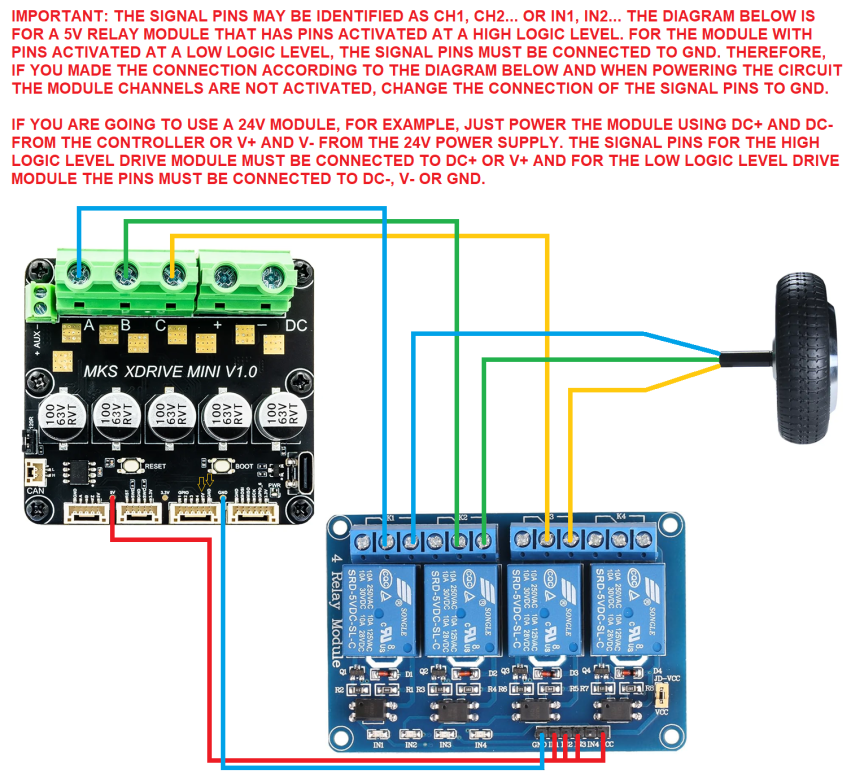 IMPORTANT: THE SIGNAL PINS MAY BE IDENTIFIED AS CH1, CH2... OR IN1, IN2... THE DIAGRAM BELOW IS
FOR A 5V RELAY MODULE THAT HAS PINS ACTIVATED AT A HIGH LOGIC LEVEL. FOR THE MODULE WITH
PINS ACTIVATED AT A LOW LOGIC LEVEL, THE SIGNAL PINS MUST BE CONNECTED TO GND. THEREFORE,
IF YOU MADE THE CONNECTION ACCORDING TO THE DIAGRAM BELOW AND WHEN POWERING THE CIRCUIT
THE MODULE CHANNELS ARE NOT ACTIVATED, CHANGE THE CONNECTION OF THE SIGNAL PINS TO GND.
IF YOU ARE GOING TO USE A 24V MODULE, FOR EXAMPLE, JUST POWER THE MODULE USING DC+ AND DC-
FROM THE CONTROLLER OR V+ AND V- FROM THE 24V POWER SUPPLY. THE SIGNAL PINS FOR THE HIGH
LOGIC LEVEL DRIVE MODULE MUST BE CONNECTED TO DC+ OR V+ AND FOR THE LOW LOGIC LEVEL DRIVE
MODULE THE PINS MUST BE CONNECTED TO DC-, V- OR GND.
A B C + - DC
+ AUX -
MKS XDRIVE MINI V1.0
100 63V RVT
100 63V RVT
100 63V RVT
100 63V RVT
100 63V RVT
120R
RESET
BOOT
PWR
CAN
5V
3.3V
GND
K1 K2 K3 K4
4 Relay Module
SONGLE
10A 250VAC 10A 125VAC
10A 30VDC 10A 28VDC
SRD-5VDC-SL-C
SONGLE
10A 250VAC 10A 125VAC
10A 30VDC 10A 28VDC
SRD-5VDC-SL-C
SONGLE
10A 250VAC 10A 125VAC
10A 30VDC 10A 28VDC
SRD-5VDC-SL-C
SONGLE
10A 250VAC 10A 125VAC
10A 30VDC 10A 28VDC
SRD-5VDC-SL-C
Q1 D1 Q2 D2 Q3 D3 Q4 D4
JD-VCC
R2 R1 R3 R4 R6 R5 R7 R8
VCC
IN1 IN2 IN3 IN4
GND IN1 IN2 IN3 IN4 VCC